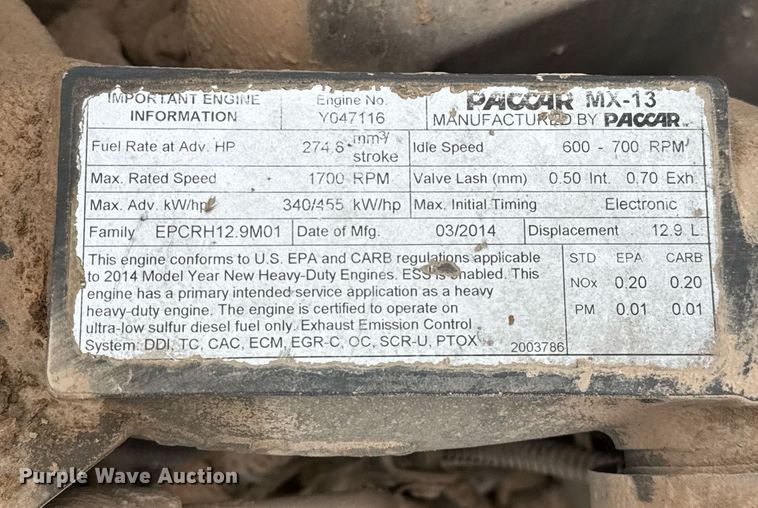 IMPORTANT ENGINE INFORMATION
Engine No. Y047116
PACCAR MX-13
MANUFACTURED BY PACCAR INC
Fuel Rate at Adv. HP 274.8 mm3/stroke
Idle Speed 600 - 700 RPM
Max. Rated Speed 1700 RPM
Valve Lash (mm) 0.50 Int. 0.70 Exh
Max. Adv. kW/hp 340/455 kW/hp
Max. Initial Timing Electronic
Family EPCRH12.9M01
Date of Mfg. 03/2014
Displacement 12.9 L.
This engine conforms to U.S. EPA and CARB regulations applicable
to 2014 Model Year New Heavy-Duty Engines. ESS is enabled. This
engine has a primary intended service application as a heavy
heavy-duty engine. The engine is certified to operate on
ultra-low sulfur diesel fuel only. Exhaust Emission Control
System: DDI, TC, CAC, ECM, EGR-C, OC, SCR-U, PTOX
2003786
STD EPA CARB
NOx 0.20 0.20
PM 0.01 0.01
Purple Wave Auction